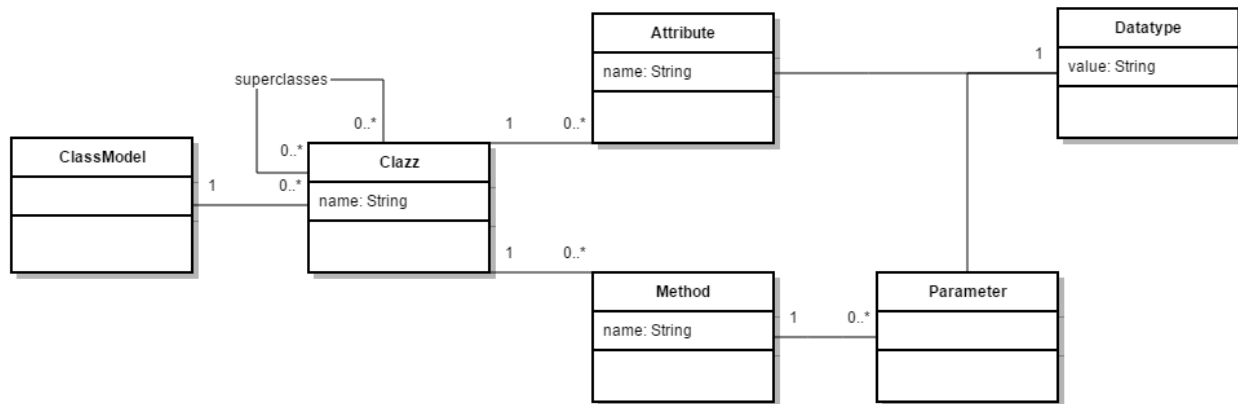 Attribute
name: String
Datatype
value: String
1
superclasses
0..*
0..*
1
0..*
ClassModel
1
0..*
Clazz
name: String
1
0..*
Method
name: String
1
0..*
Parameter